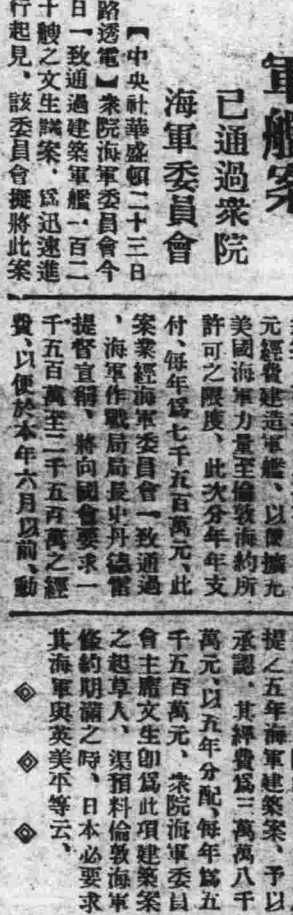 軍艦案
已通過衆院
海軍委員會
【中央社華盛頓二十三日
路透電】衆院海軍委員會今
日一致通過建築軍艦一百二
十艘之文生議案、爲迅速進
行起見、該委員會擬將此案
元經費建造軍艦、以便擴充
美國海軍力量至倫敦海約所
許可之限度、此次分年年支
付、每年爲七千五百萬元、此
案業經海軍委員會一致通過
、海軍作戰局局長史丹德雷
提督宣稱、將向國會要求一
千五百萬至二千五百萬之經
費、以便於本年六月以前、動
提之五年海軍建築案、予以
承認、其經費爲三萬萬八千
萬元、以五年分配、每年爲五
千五百萬元、衆院海軍委員
會主席文生卽爲此項建築案
之起草人、渠預料倫敦海軍
條約期滿之時、日本必要求
其海軍與英美平等云、